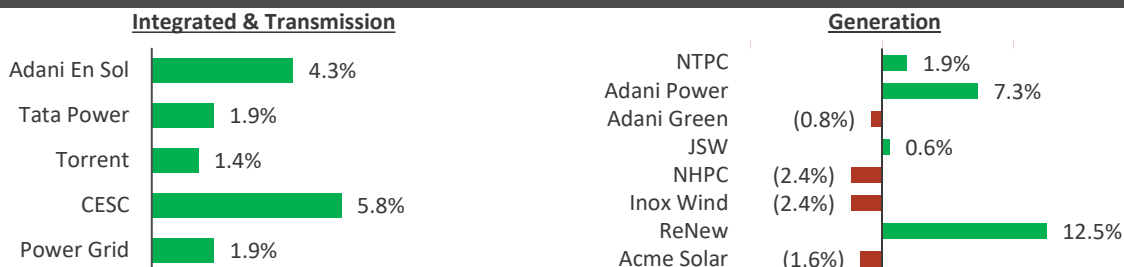 Integrated & Transmission
Adani En Sol 4.3%
Tata Power 1.9%
Torrent 1.4%
CESC 5.8%
Power Grid 1.9%
Generation
NTPC 1.9%
Adani Power 7.3%
Adani Green (0.8%)
JSW 0.6%
NHPC (2.4%)
Inox Wind (2.4%)
ReNew 12.5%
Acme Solar (1.6%)